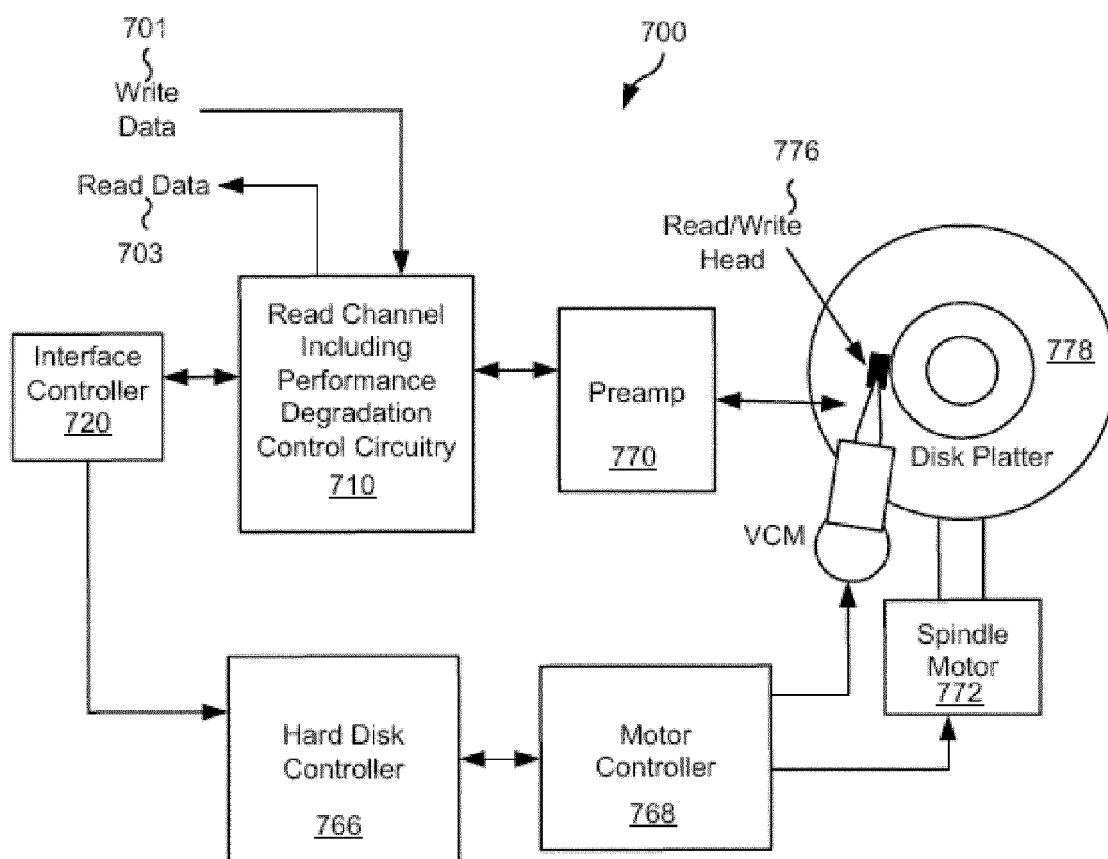 701
700
Write
Data
776
Read Data
703
Read/Write
Head
Read Channel
Including
Performance
Degradation
Control Circuitry
710
Interface
Controller
720
Preamp
770
778
Disk Platter
VCM
Spindle
Motor
772
Hard Disk
Controller
766
Motor
Controller
768